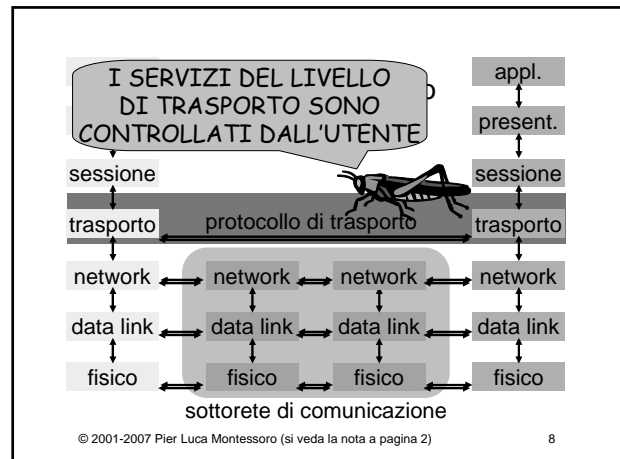 I SERVIZI DEL LIVELLO
DI TRASPORTO SONO
CONTROLLATI DALL'UTENTE
appl.
present.
sessione sessione
trasporto protocollo di trasporto trasporto
network network network network
data link data link data link data link
fisico fisico fisico fisico
sottorete di comunicazione
© 2001-2007 Pier Luca Montessoro (si veda la nota a pagina 2) 8